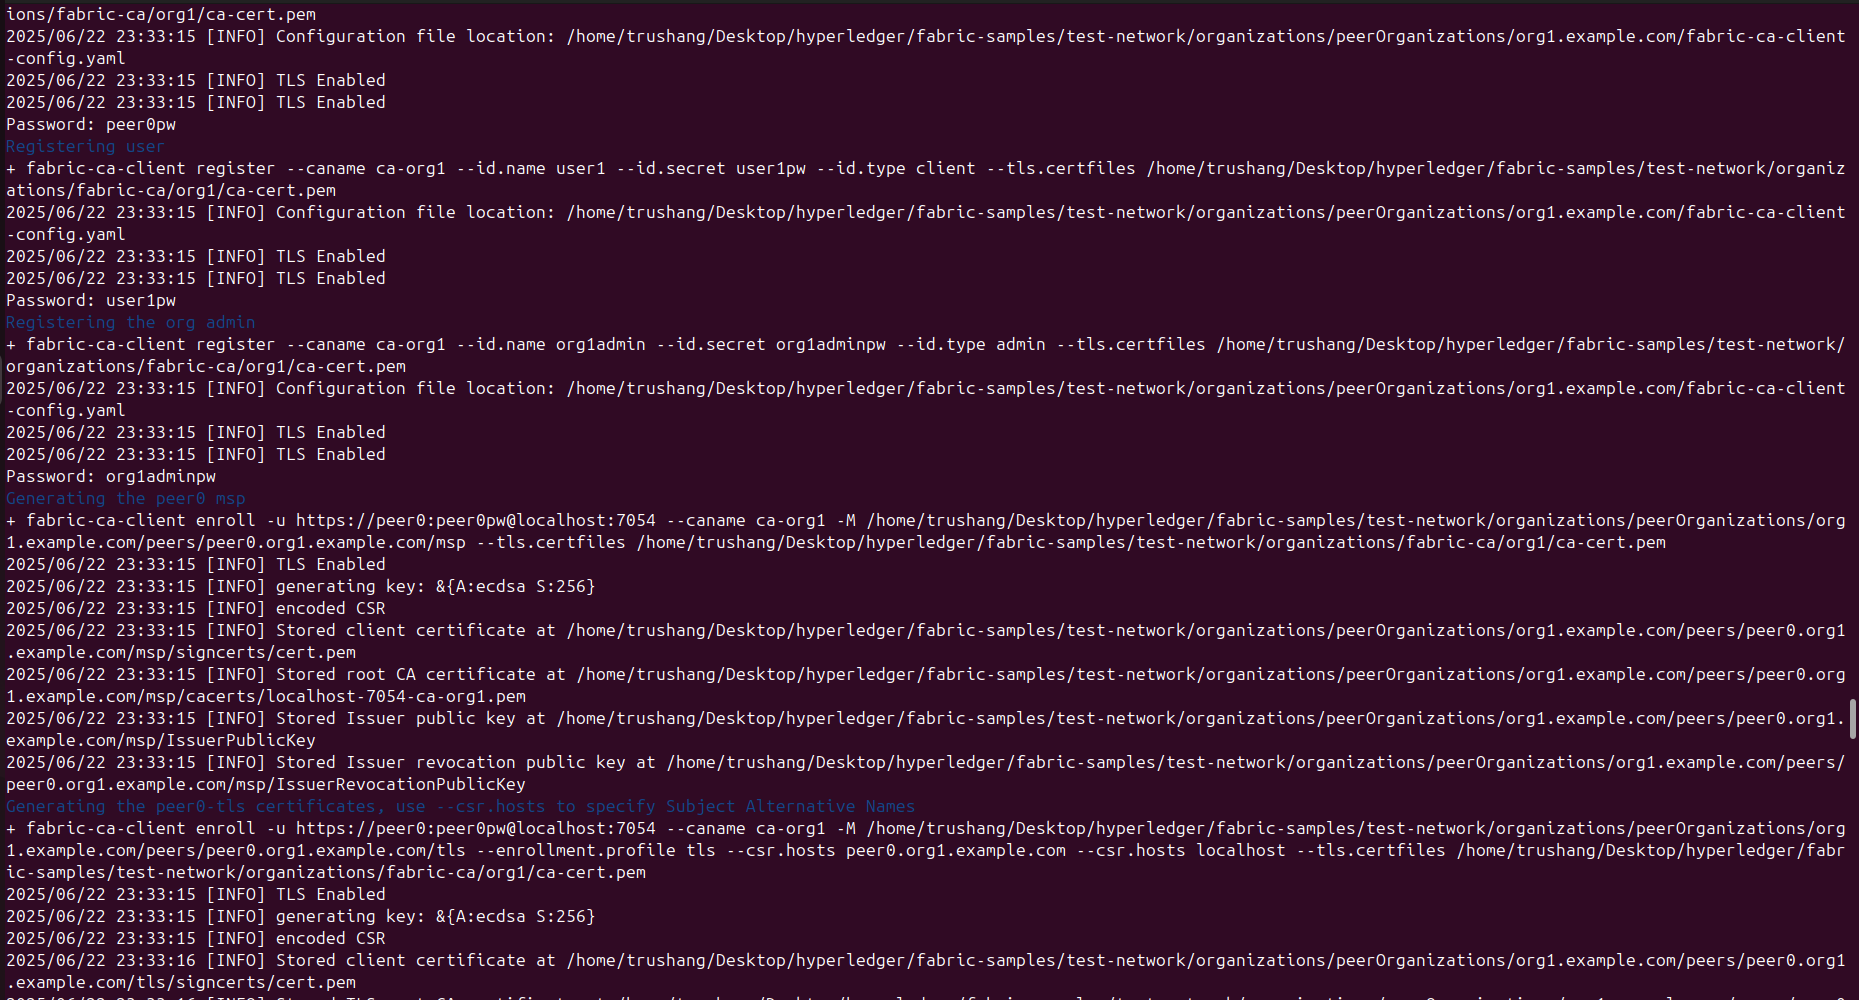 ions/fabric-ca/org1/ca-cert.pem
2025/06/22 23:33:15 [INFO] Configuration file location: /home/trushang/Desktop/hyperledger/fabric-samples/test-network/organizations/peerOrganizations/org1.example.com/fabric-ca-client
-config.yaml
2025/06/22 23:33:15 [INFO] TLS Enabled
2025/06/22 23:33:15 [INFO] TLS Enabled
Password: peer0pw
Registering user
+ fabric-ca-client register --caname ca-org1 --id.name user1 --id.secret user1pw --id.type client --tls.certfiles /home/trushang/Desktop/hyperledger/fabric-samples/test-network/organiz
ations/fabric-ca/org1/ca-cert.pem
2025/06/22 23:33:15 [INFO] Configuration file location: /home/trushang/Desktop/hyperledger/fabric-samples/test-network/organizations/peerOrganizations/org1.example.com/fabric-ca-client
-config.yaml
2025/06/22 23:33:15 [INFO] TLS Enabled
2025/06/22 23:33:15 [INFO] TLS Enabled
Password: user1pw
Registering the org admin
+ fabric-ca-client register --caname ca-org1 --id.name org1admin --id.secret org1adminpw --id.type admin --tls.certfiles /home/trushang/Desktop/hyperledger/fabric-samples/test-network/
organizations/fabric-ca/org1/ca-cert.pem
2025/06/22 23:33:15 [INFO] Configuration file location: /home/trushang/Desktop/hyperledger/fabric-samples/test-network/organizations/peerOrganizations/org1.example.com/fabric-ca-client
-config.yaml
2025/06/22 23:33:15 [INFO] TLS Enabled
2025/06/22 23:33:15 [INFO] TLS Enabled
Password: org1adminpw
Generating the peer0 msp
+ fabric-ca-client enroll -u https://peer0:peer0pw@localhost:7054 --caname ca-org1 -M /home/trushang/Desktop/hyperledger/fabric-samples/test-network/organizations/peerOrganizations/org
1.example.com/peers/peer0.org1.example.com/msp --tls.certfiles /home/trushang/Desktop/hyperledger/fabric-samples/test-network/organizations/fabric-ca/org1/ca-cert.pem
2025/06/22 23:33:15 [INFO] TLS Enabled
2025/06/22 23:33:15 [INFO] generating key: &{A:ecdsa S:256}
2025/06/22 23:33:15 [INFO] encoded CSR
2025/06/22 23:33:15 [INFO] Stored client certificate at /home/trushang/Desktop/hyperledger/fabric-samples/test-network/organizations/peerOrganizations/org1.example.com/peers/peer0.org1
.example.com/msp/signcerts/cert.pem
2025/06/22 23:33:15 [INFO] Stored root CA certificate at /home/trushang/Desktop/hyperledger/fabric-samples/test-network/organizations/peerOrganizations/org1.example.com/peers/peer0.org
1.example.com/msp/cacerts/localhost-7054-ca-org1.pem
2025/06/22 23:33:15 [INFO] Stored Issuer public key at /home/trushang/Desktop/hyperledger/fabric-samples/test-network/organizations/peerOrganizations/org1.example.com/peers/peer0.org1.
example.com/msp/IssuerPublicKey
2025/06/22 23:33:15 [INFO] Stored Issuer revocation public key at /home/trushang/Desktop/hyperledger/fabric-samples/test-network/organizations/peerOrganizations/org1.example.com/peers/
peer0.org1.example.com/msp/IssuerRevocationPublicKey
Generating the peer0-tls certificates, use --csr.hosts to specify Subject Alternative Names
+ fabric-ca-client enroll -u https://peer0:peer0pw@localhost:7054 --caname ca-org1 -M /home/trushang/Desktop/hyperledger/fabric-samples/test-network/organizations/peerOrganizations/org
1.example.com/peers/peer0.org1.example.com/tls --enrollment.profile tls --csr.hosts peer0.org1.example.com --csr.hosts localhost --tls.certfiles /home/trushang/Desktop/hyperledger/fabr
ic-samples/test-network/organizations/fabric-ca/org1/ca-cert.pem
2025/06/22 23:33:15 [INFO] TLS Enabled
2025/06/22 23:33:15 [INFO] generating key: &{A:ecdsa S:256}
2025/06/22 23:33:15 [INFO] encoded CSR
2025/06/22 23:33:16 [INFO] Stored client certificate at /home/trushang/Desktop/hyperledger/fabric-samples/test-network/organizations/peerOrganizations/org1.example.com/peers/peer0.org1
.example.com/tls/signcerts/cert.pem